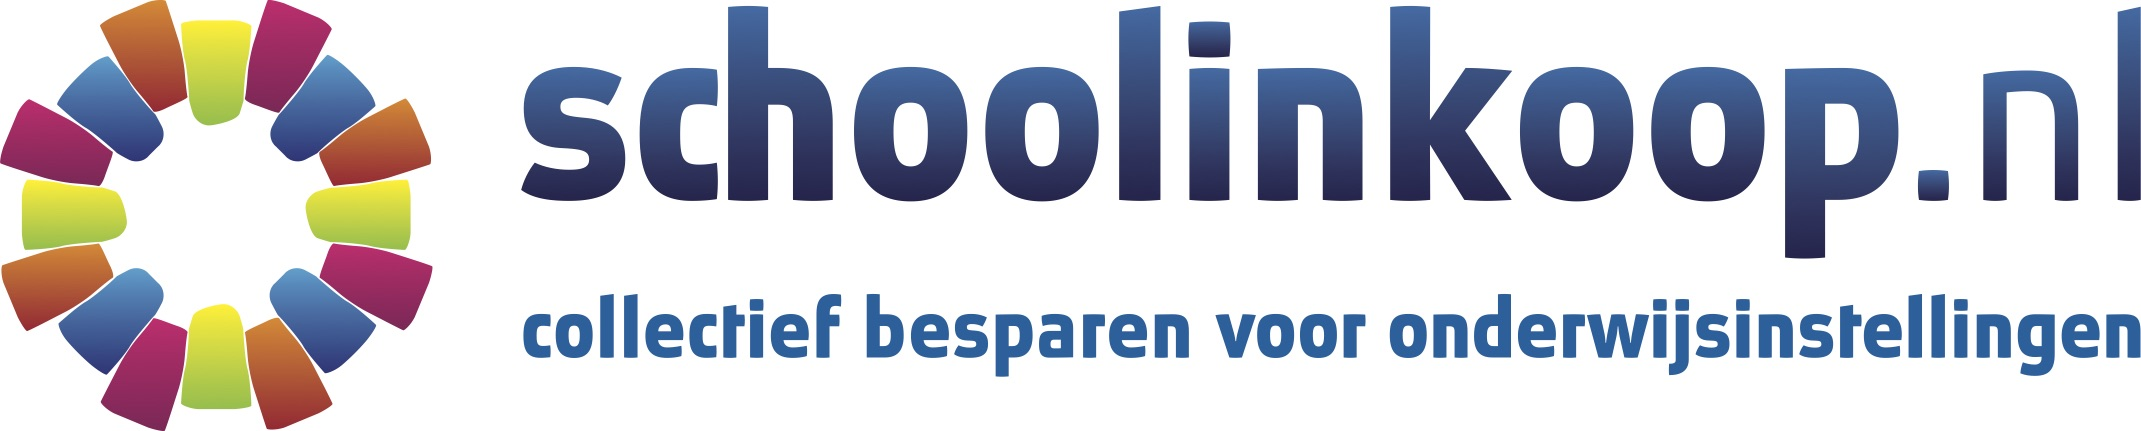 schoolinkoop.nl
collectief besparen voor onderwijsinstellingen